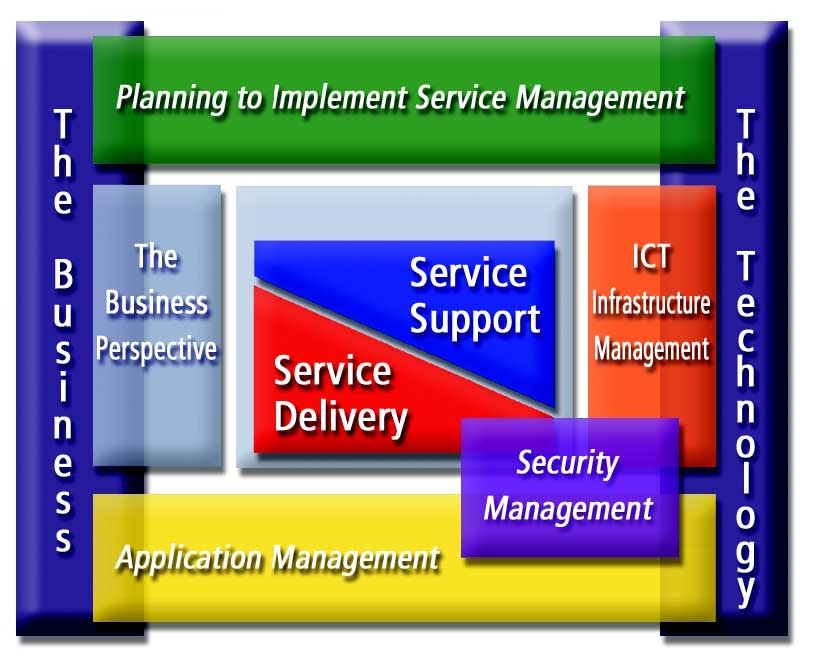 Planning to Implement Service Management
The Business
The
Business
Perspective
Service
Support
Service
Delivery
ICT
Infrastructure
Management
The Technology
Security
Management
Application Management